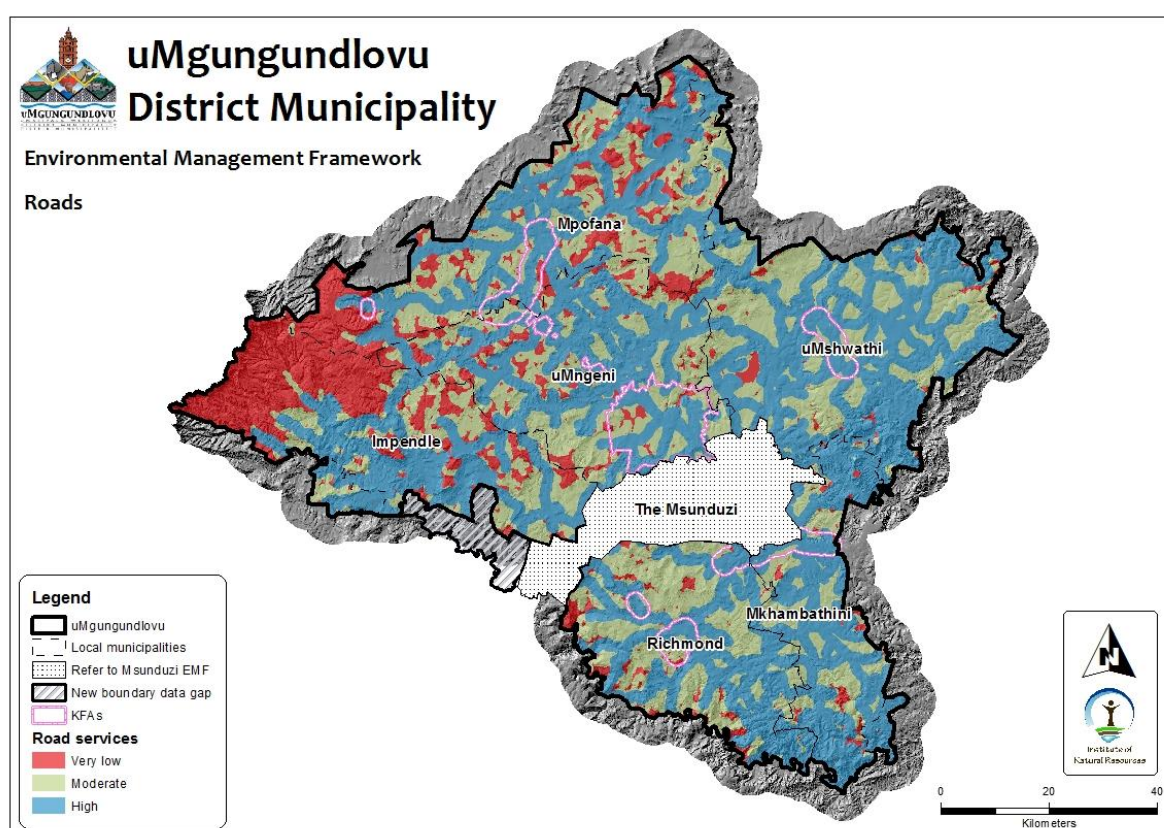 uMgungundlovu
District Municipality
Environmental Management Framework
Roads
uMGUNGUNDLOVU
Mpofana
1
uMshwathi
uMngeni
Impendle
The Msunduzi
Mkhambathini
Richmond
Legend
uMgungundlovu
Local municipalities
Refer to Msunduzi EMF
New boundary data gap
KFAs
Road services
Very low
Moderate
High
N
Institute of
Natural Resources
0 20 40
Kilometers